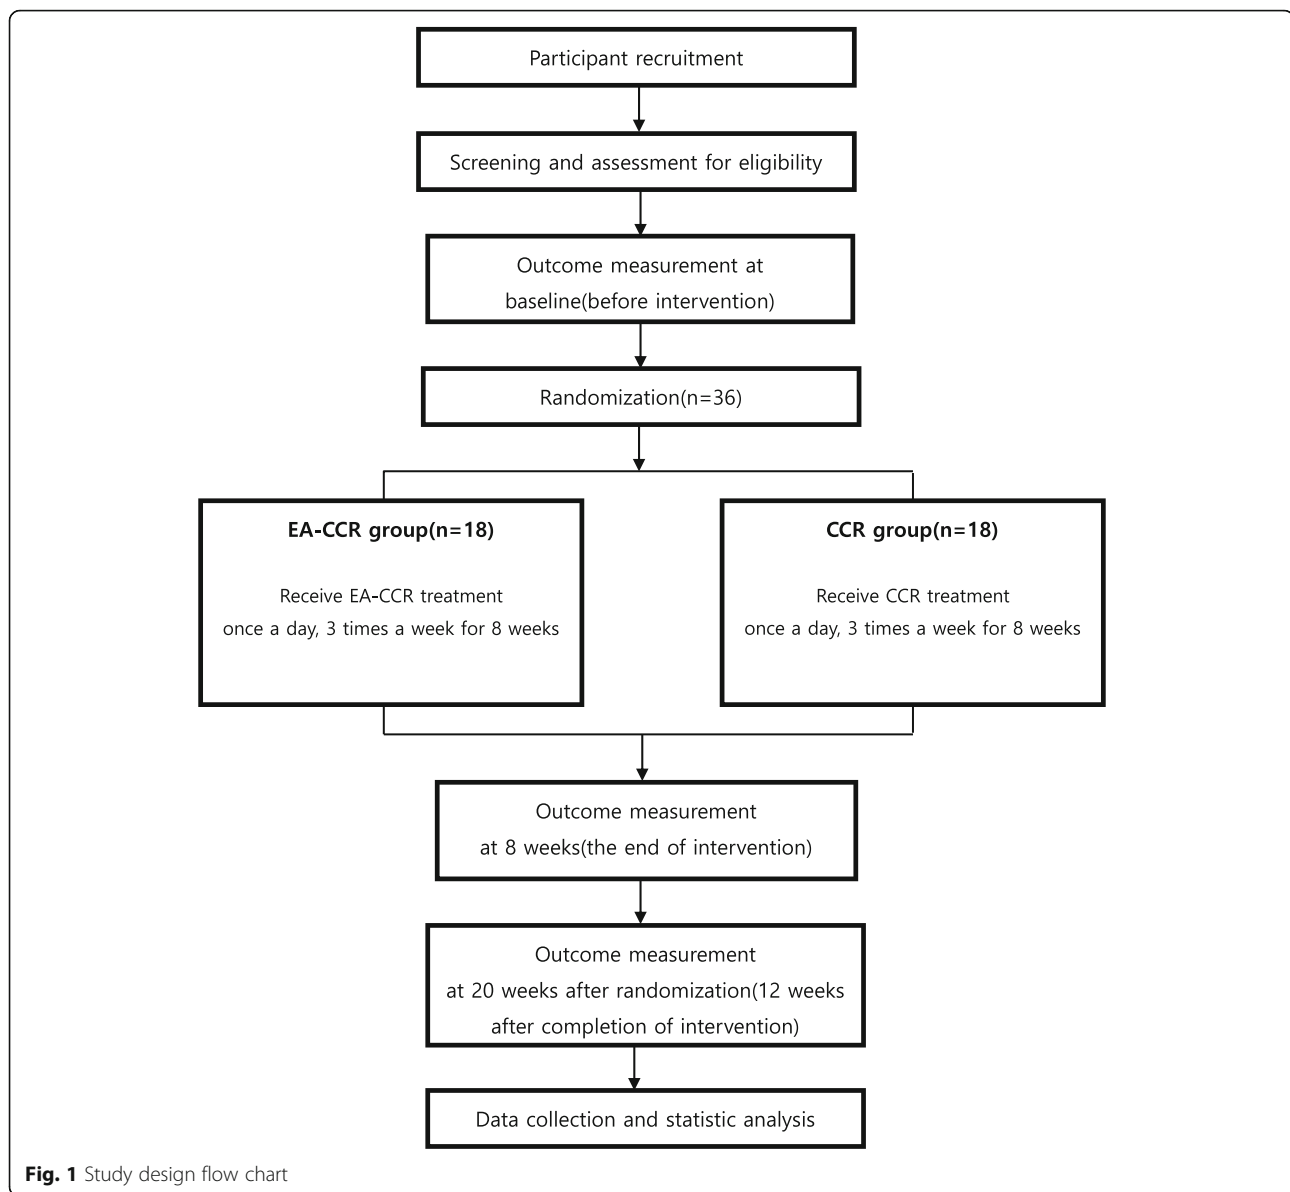 Participant recruitment
Screening and assessment for eligibility
Outcome measurement at
baseline(before intervention)
Randomization(n=36)
EA-CCR group(n=18)
Receive EA-CCR treatment
once a day, 3 times a week for 8 weeks
CCR group(n=18)
Receive CCR treatment
once a day, 3 times a week for 8 weeks
Outcome measurement
at 8 weeks(the end of intervention)
Outcome measurement
at 20 weeks after randomization(12 weeks
after completion of intervention)
Data collection and statistic analysis
Fig. 1 Study design flow chart